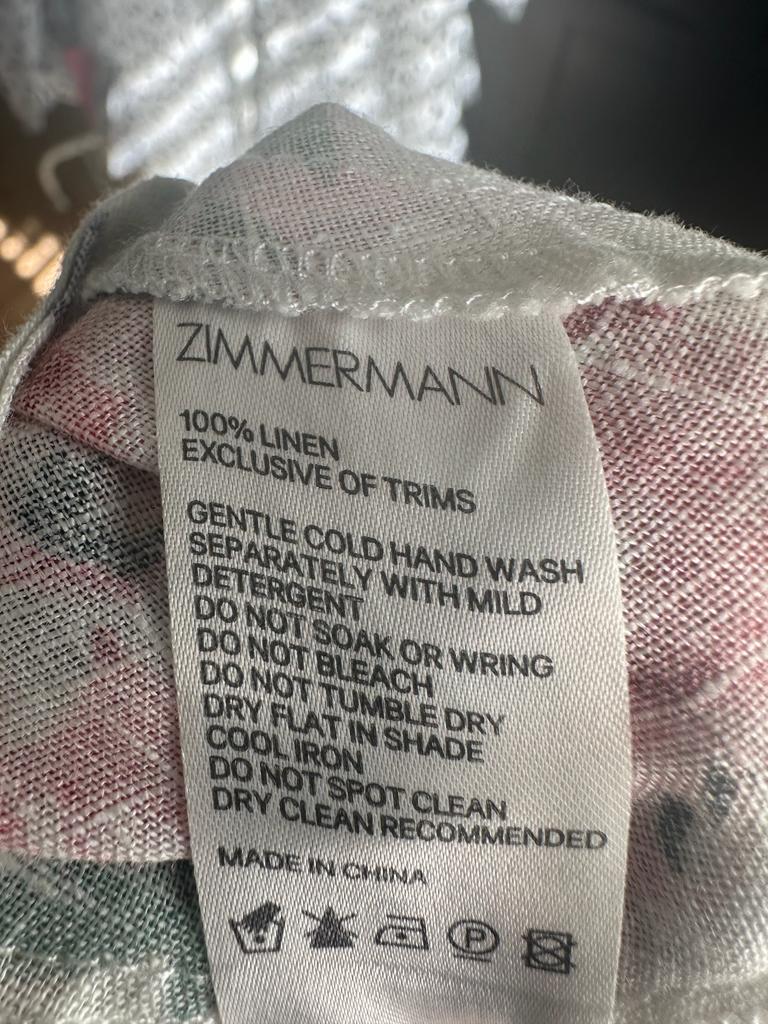 ZIMMERMANN
100% LINEN
EXCLUSIVE OF TRIMS
GENTLE COLD HAND WASH
SEPARATELY WITH MILD
DETERGENT
DO NOT SOAK OR WRING
DO NOT BLEACH
DO NOT TUMBLE DRY
DRY FLAT IN SHADE
COOL IRON
DO NOT SPOT CLEAN
DRY CLEAN RECOMMENDED
MADE IN CHINA
P